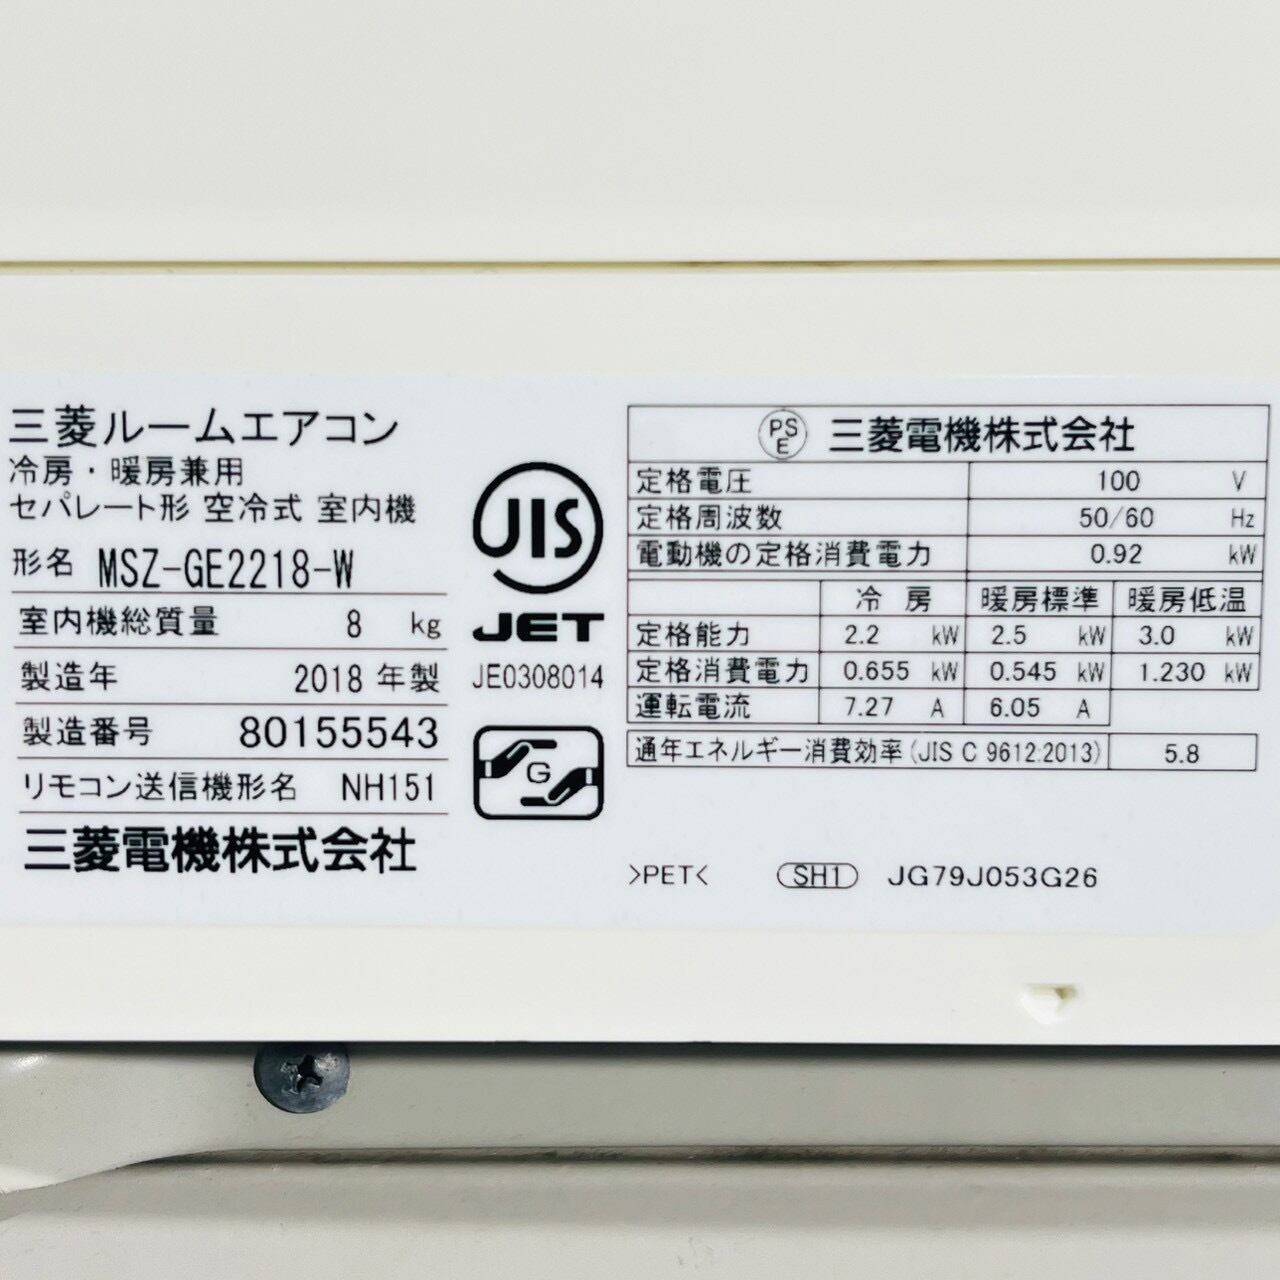 三菱ルームエアコン
冷房・暖房兼用
セパレート形 空冷式 室内機
形名 MSZ-GE2218-W
室内機総質量 8 kg
製造年 2018年製
製造番号 80155543
リモコン送信機形名 NH151
三菱電機株式会社
JIS
JET
JE0308014
G
PSE 三菱電機株式会社
定格電圧 100 V
定格周波数 50/60 Hz
電動機の定格消費電力 0.92 kW
冷房 暖房標準 暖房低温
定格能力 2.2 kW 2.5 kW 3.0 kW
定格消費電力 0.655 kW 0.545 kW 1.230 kW
運転電流 7.27 A 6.05 A
通年エネルギー消費効率(JIS C 9612:2013) 5.8
>PET< SH1 JG79J053G26